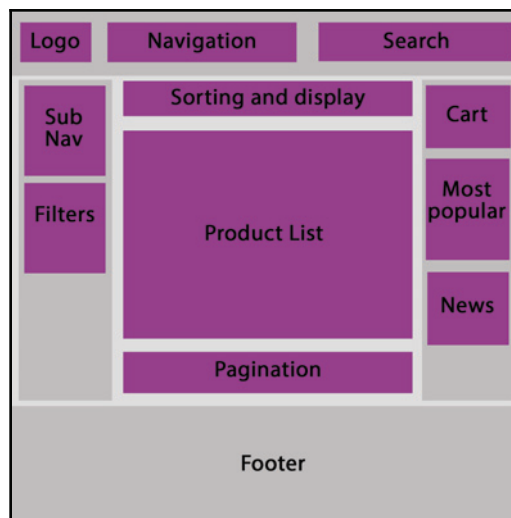 Logo
Navigation
Search
Sub
Nav
Filters
Sorting and display
Product List
Pagination
Cart
Most
popular
News
Footer